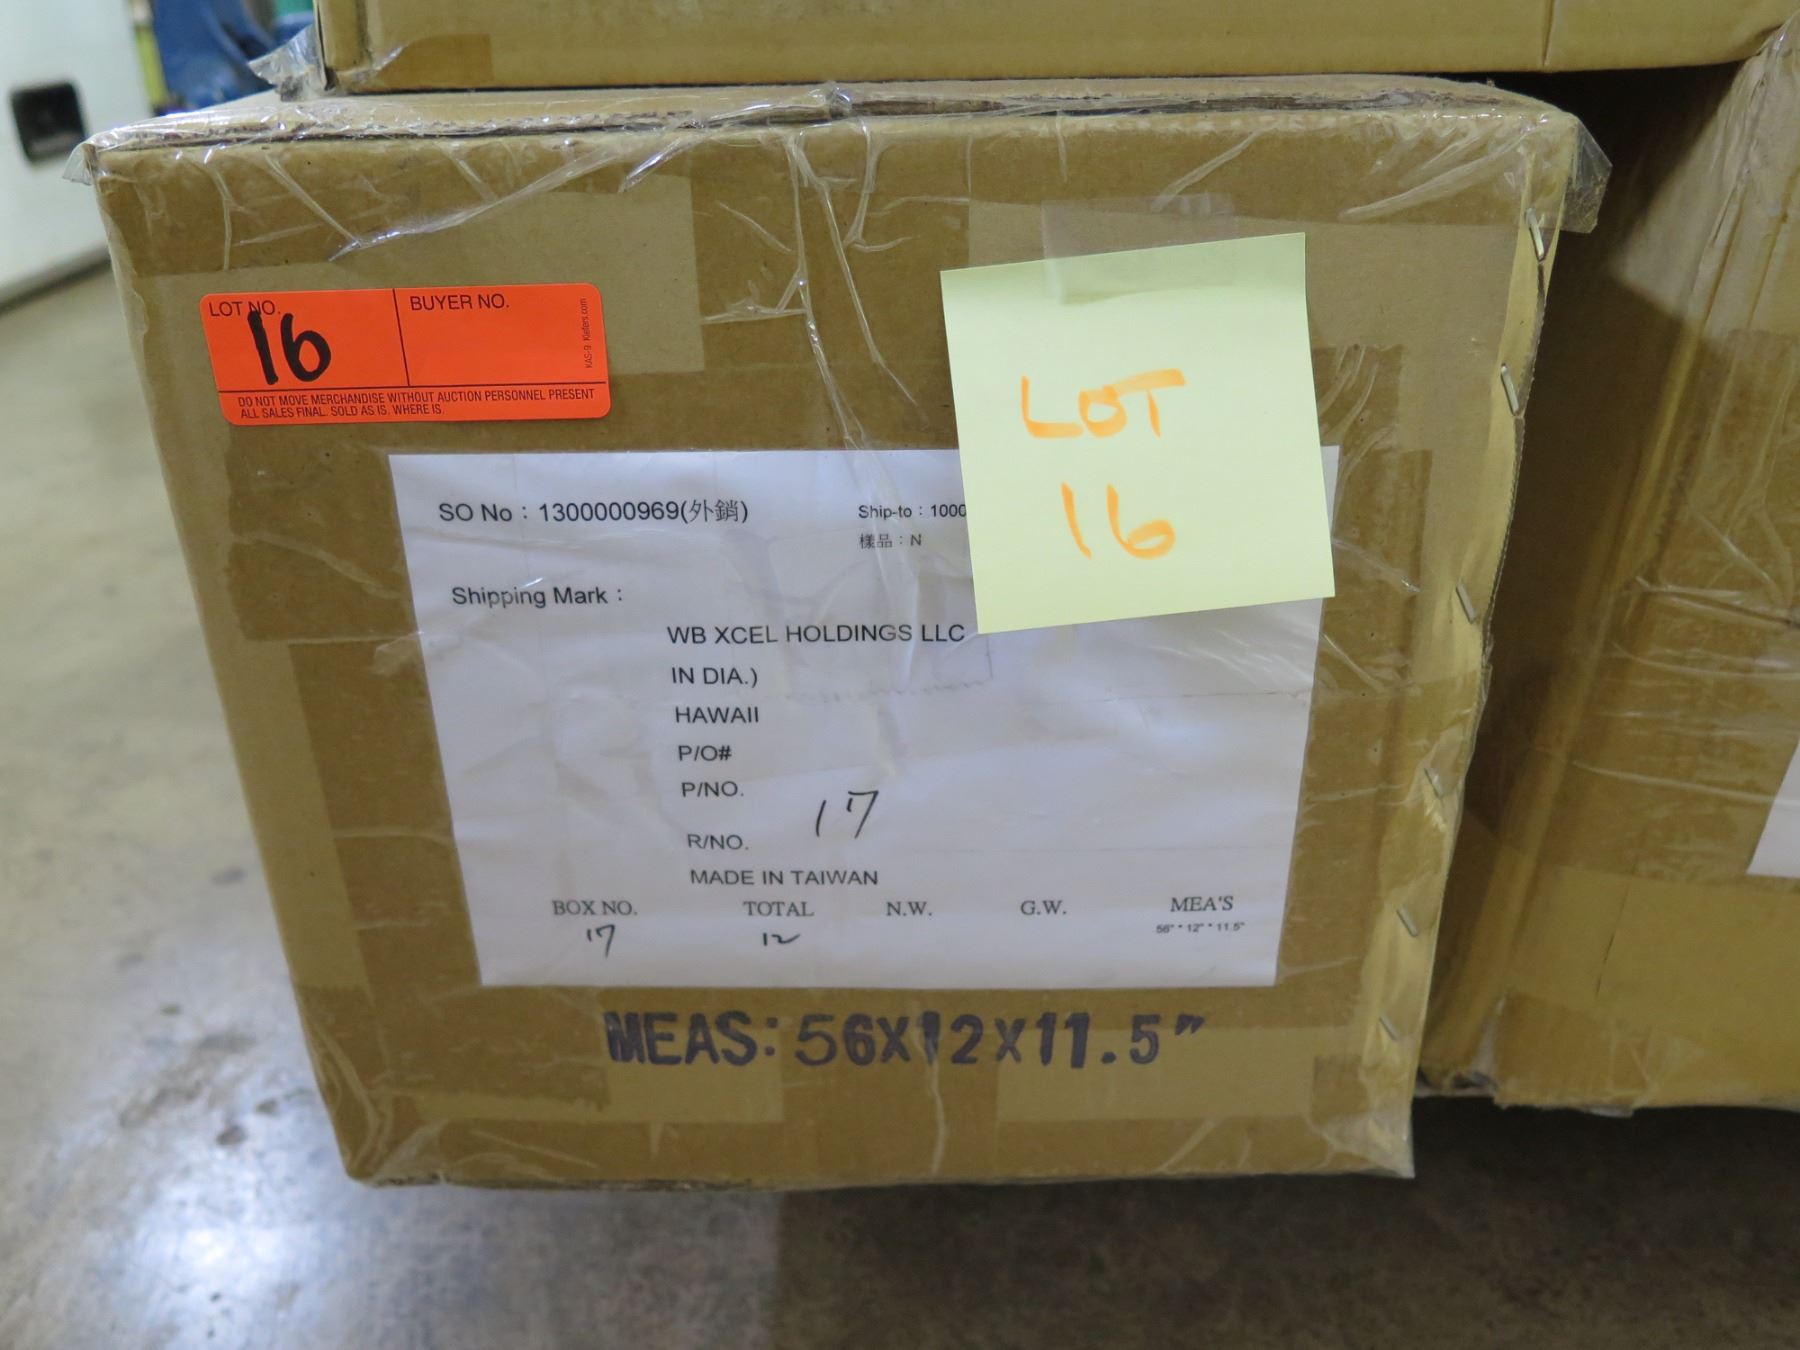 LOT NO. BUYER NO.
16
KAS-9 Kiefers.com
DO NOT MOVE MERCHANDISE WITHOUT AUCTION PERSONNEL PRESENT
ALL SALES FINAL. SOLD AS IS. WHERE IS.
LOT
16
SO No：1300000969(外銷) Ship-to：1000
樣品：N
Shipping Mark：
WB XCEL HOLDINGS LLC
IN DIA.)
HAWAII
P/O#
P/NO.
17
R/NO.
MADE IN TAIWAN
BOX NO. TOTAL N.W. G.W. MEA'S
17 12 56" * 12" * 11.5"
MEAS: 56X12X11.5"